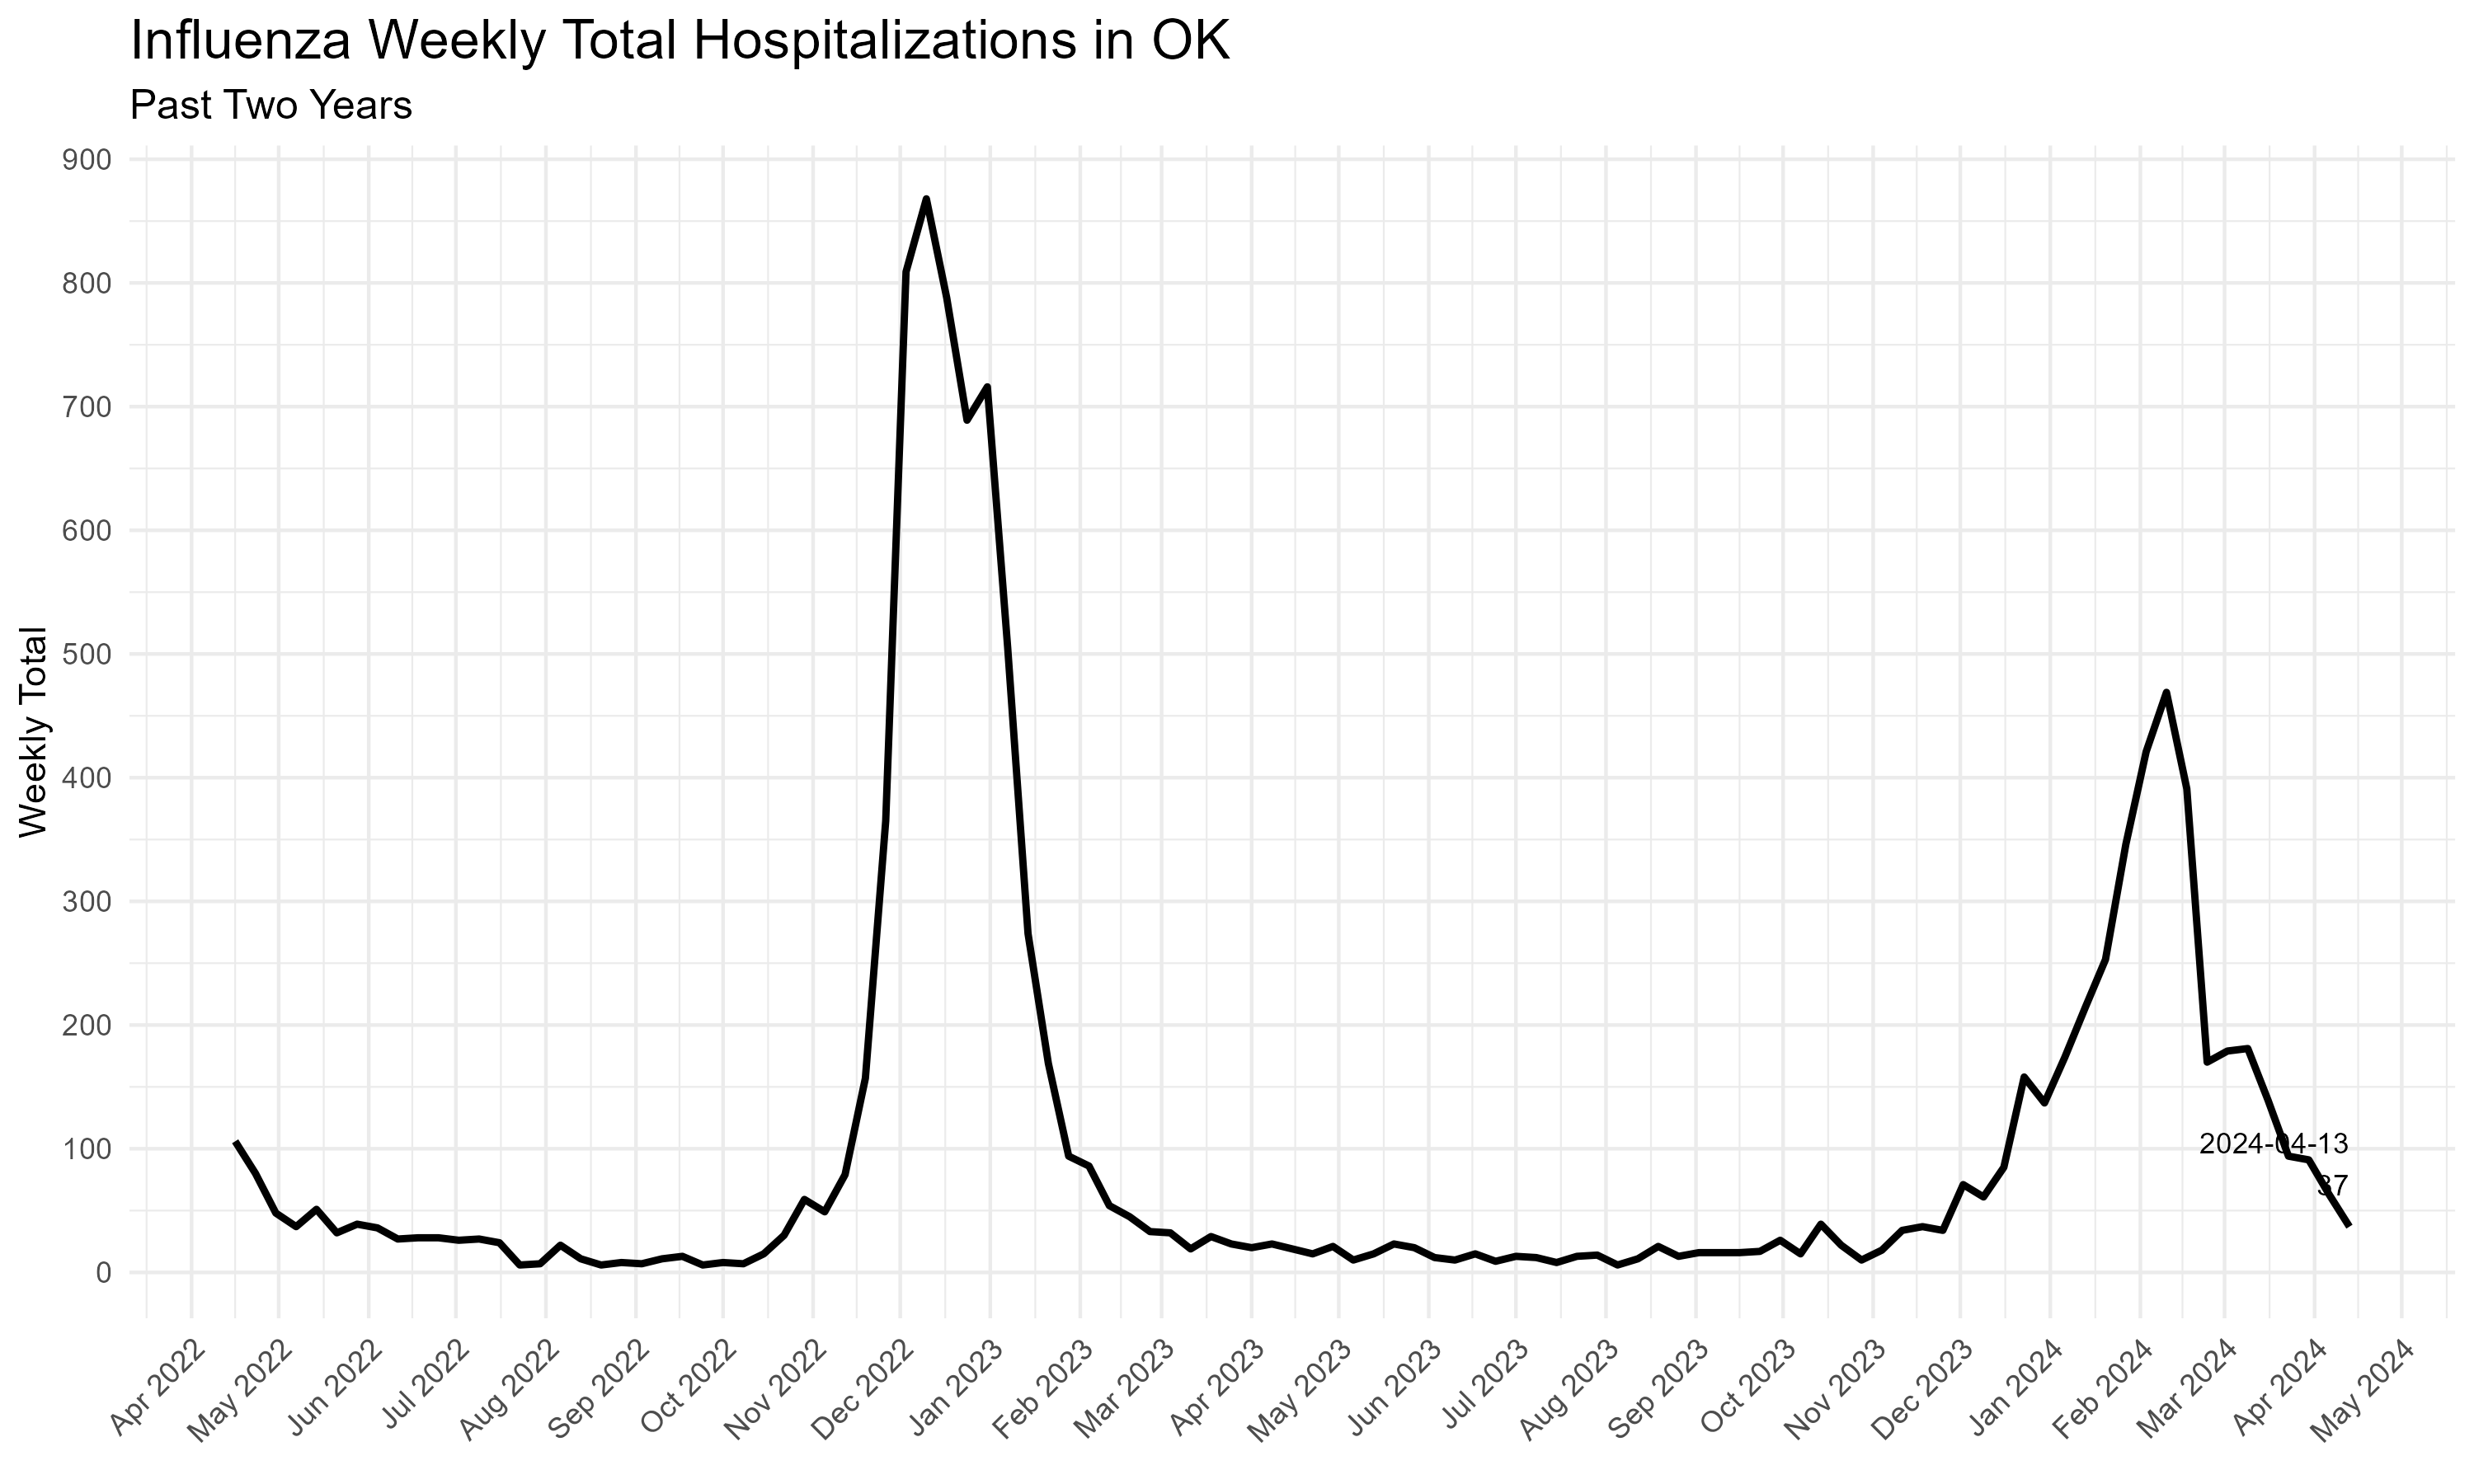 Influenza Weekly Total Hospitalizations in OK
Past Two Years
Weekly Total
900
800
700
600
500
400
300
200
100
0
2024-04-13
37
Apr 2022
May 2022
Jun 2022
Jul 2022
Aug 2022
Sep 2022
Oct 2022
Nov 2022
Dec 2022
Jan 2023
Feb 2023
Mar 2023
Apr 2023
May 2023
Jun 2023
Jul 2023
Aug 2023
Sep 2023
Oct 2023
Nov 2023
Dec 2023
Jan 2024
Feb 2024
Mar 2024
Apr 2024
May 2024